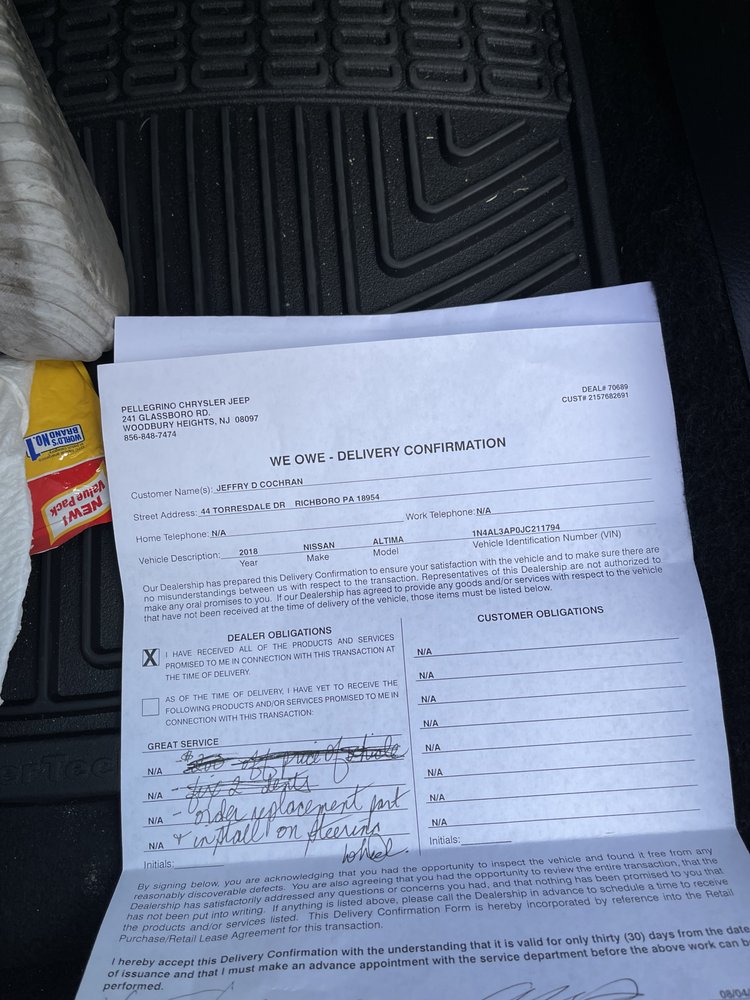 PELLEGRINO CHRYSLER JEEP
241 GLASSBORO RD.
WOODBURY HEIGHTS, NJ 08097
856-848-7474
DEAL# 70689
CUST# 2157682691
WE OWE - DELIVERY CONFIRMATION
Customer Name(s): JEFFRY D COCHRAN
Street Address: 44 TORRESDALE DR RICHBORO PA 18954
Home Telephone: N/A Work Telephone: N/A
Vehicle Description: 2018 NISSAN ALTIMA 1N4AL3AP0JC211794
Year Make Model Vehicle Identification Number (VIN)
Our Dealership has prepared this Delivery Confirmation to ensure your satisfaction with the vehicle and to make sure there are
no misunderstandings between us with respect to the transaction. Representatives of this Dealership are not authorized to
make any oral promises to you. If our Dealership has agreed to provide any goods and/or services with respect to the vehicle
that have not been received at the time of delivery of the vehicle, those items must be listed below.
DEALER OBLIGATIONS
X I HAVE RECEIVED ALL OF THE PRODUCTS AND SERVICES
PROMISED TO ME IN CONNECTION WITH THIS TRANSACTION AT
THE TIME OF DELIVERY.
AS OF THE TIME OF DELIVERY, I HAVE YET TO RECEIVE THE
FOLLOWING PRODUCTS AND/OR SERVICES PROMISED TO ME IN
CONNECTION WITH THIS TRANSACTION:
GREAT SERVICE
N/A $200 off price of vehicle
N/A - fix 2 dents
N/A - order replacement part
N/A & install on steering
wheel.
Initials:
CUSTOMER OBLIGATIONS
N/A
N/A
N/A
N/A
N/A
N/A
N/A
N/A
Initials:
By signing below, you are acknowledging that you had the opportunity to inspect the vehicle and found it free from any
reasonably discoverable defects. You are also agreeing that you had the opportunity to review the entire transaction, that the
Dealership has satisfactorily addressed any questions or concerns you had, and that nothing has been promised to you that
has not been put into writing. If anything is listed above, please call the Dealership in advance to schedule a time to receive
the products and/or services listed. This Delivery Confirmation Form is hereby incorporated by reference into the Retail
Purchase/Retail Lease Agreement for this transaction.
I hereby accept this Delivery Confirmation with the understanding that it is valid for only thirty (30) days from the date
of issuance and that I must make an advance appointment with the service department before the above work can b
performed.
08/04
WORLD'S
BRAND NO.1
NEW!
Value Pack